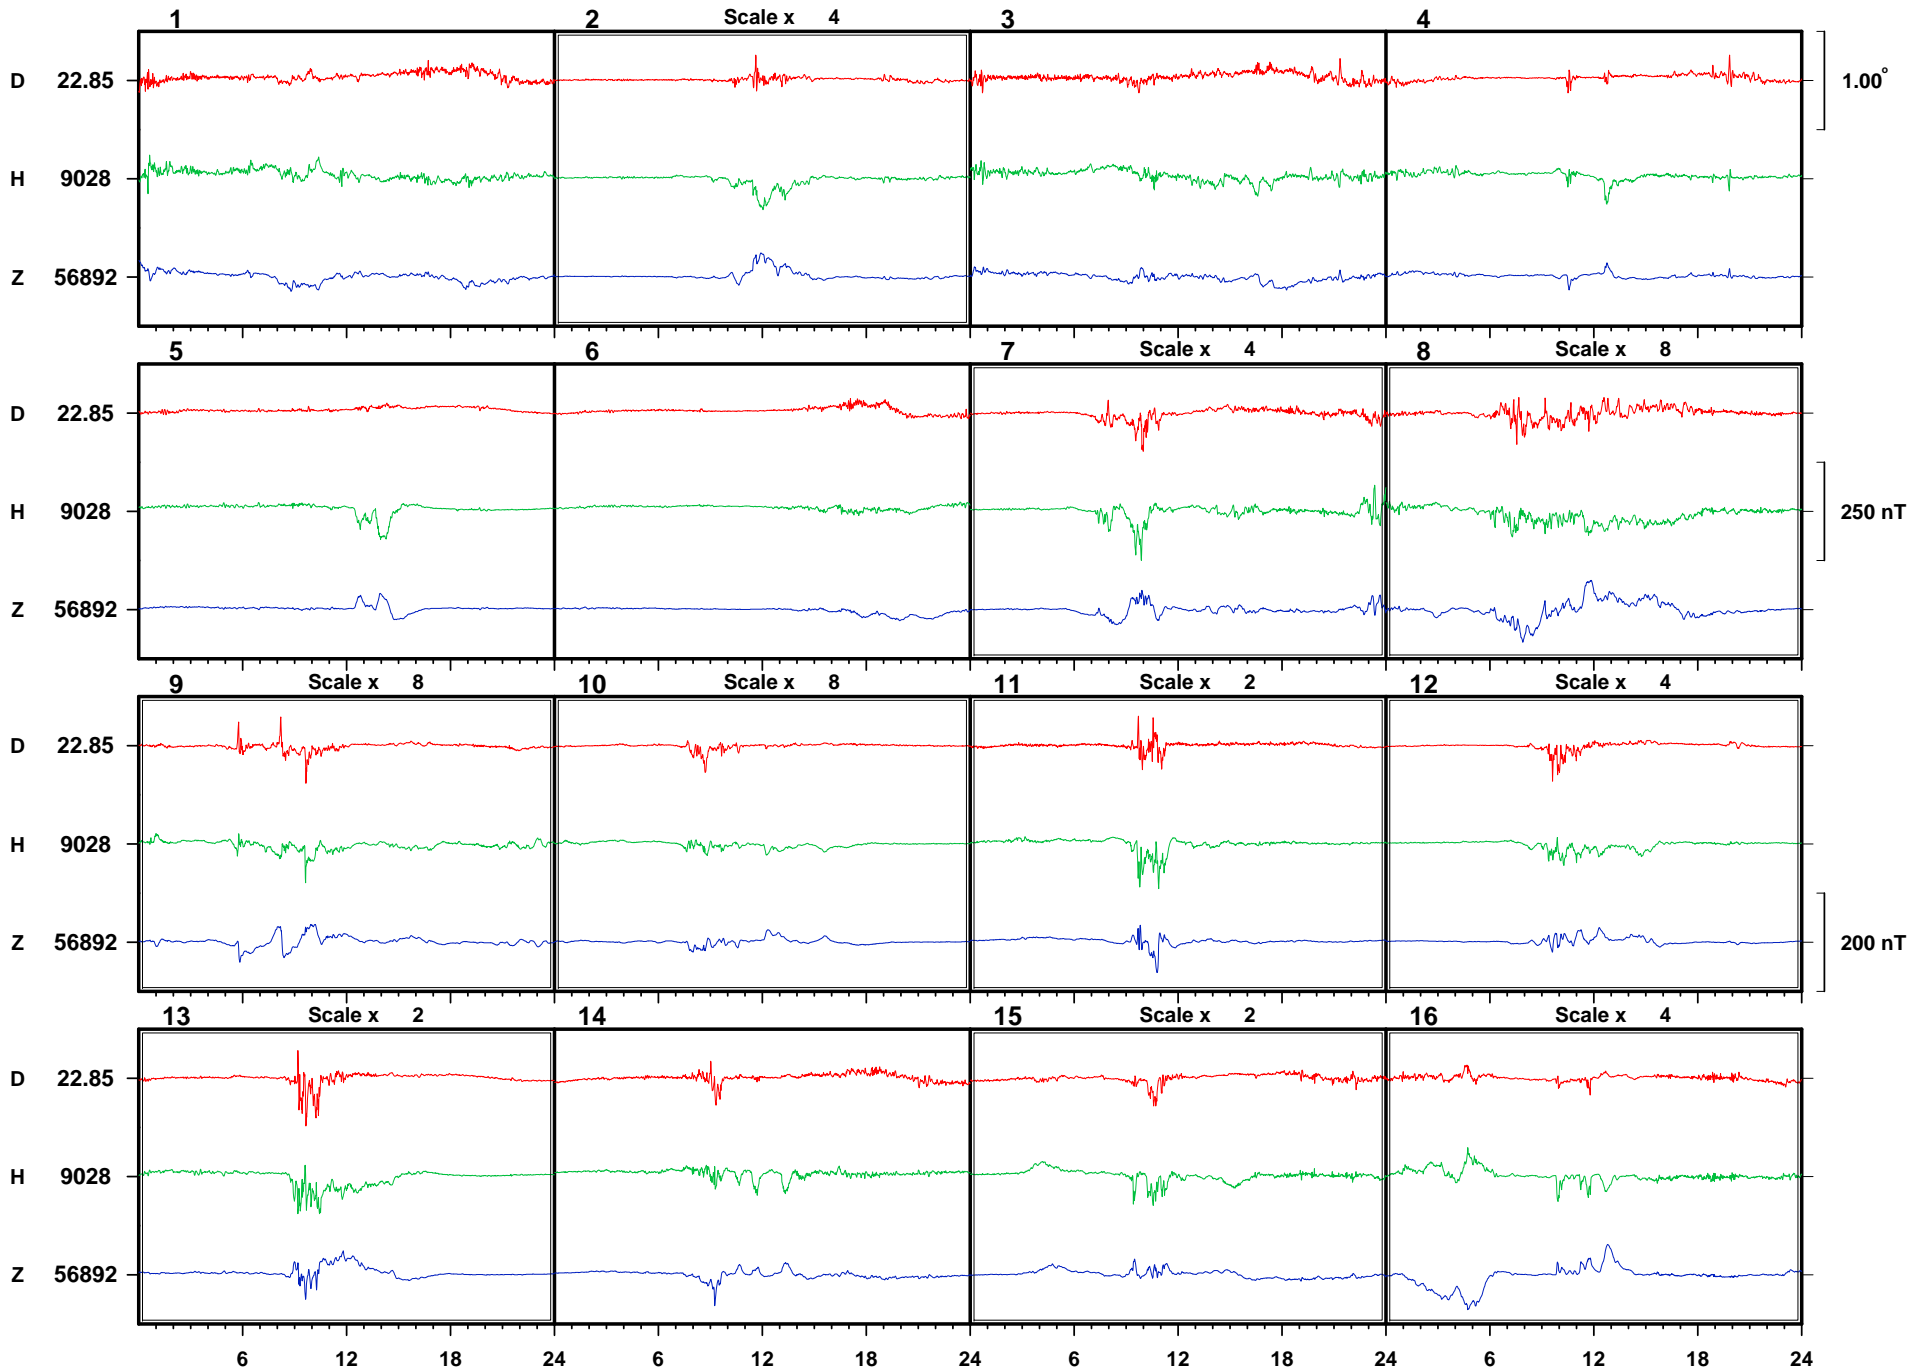 1 2 Scale x 4 3 4
D 22.85 1.00°
H 9028
Z 56892
5 6 7 Scale x 4 8 Scale x 8
D 22.85
H 9028 250 nT
Z 56892
9 Scale x 8 10 Scale x 8 11 Scale x 2 12 Scale x 4
D 22.85
H 9028
Z 56892 200 nT
13 Scale x 2 14 15 Scale x 2 16 Scale x 4
D 22.85
H 9028
Z 56892
6 12 18 24 6 12 18 24 6 12 18 24 6 12 18 24